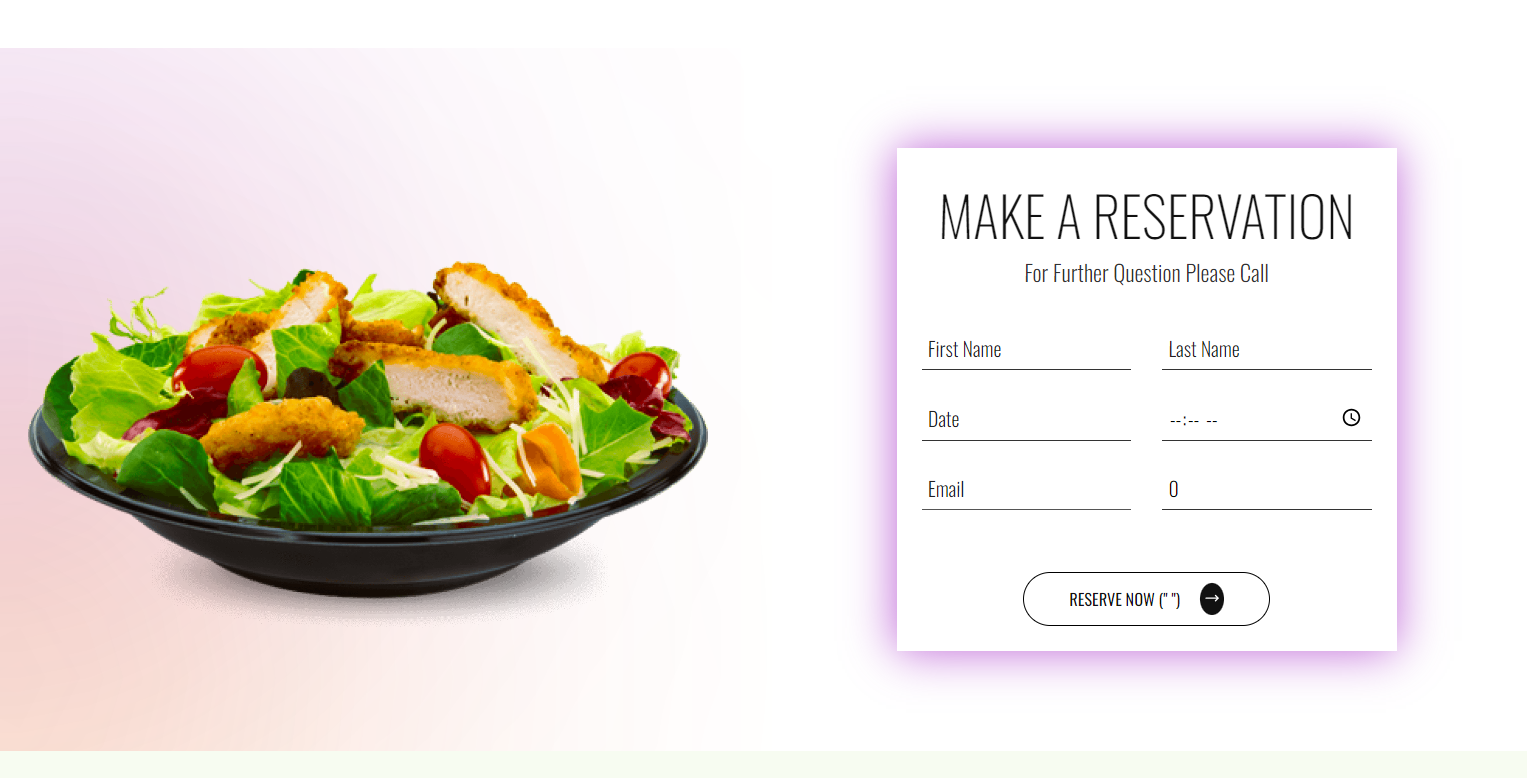 MAKE A RESERVATION
For Further Question Please Call
First Name
Last Name
Date
--:-- --
Email
0
RESERVE NOW (" ")